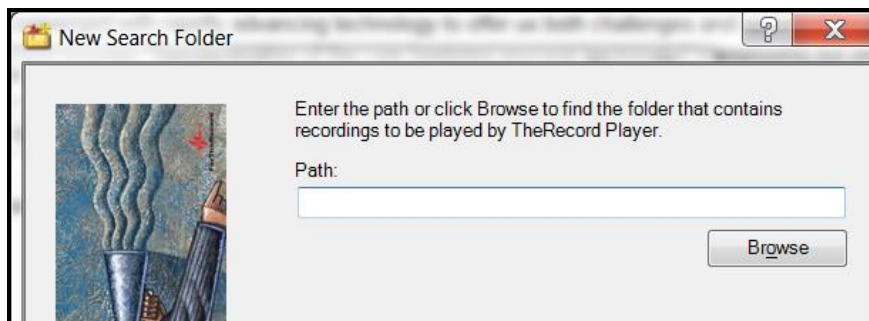 New Search Folder
Enter the path or click Browse to find the folder that contains
recordings to be played by TheRecord Player.
Path:
Browse